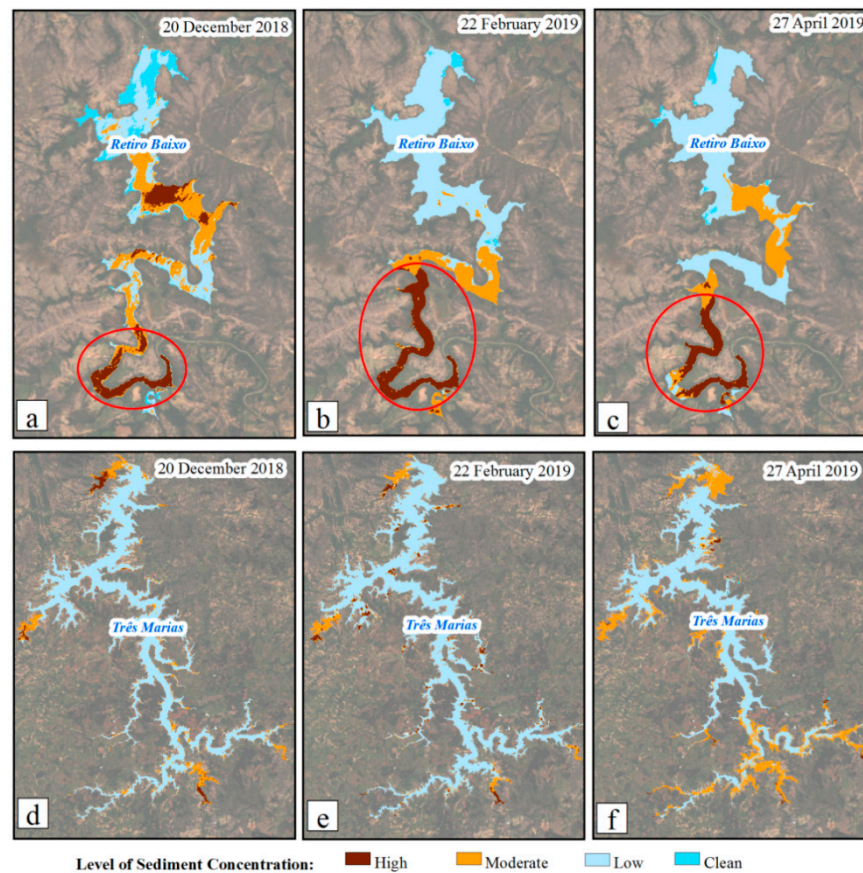 20 December 2018
22 February 2019
27 April 2019
Retiro Baixo
Retiro Baixo
Retiro Baixo
a
b
c
20 December 2018
22 February 2019
27 April 2019
Três Marias
Três Marias
Três Marias
d
e
f
Level of Sediment Concentration: High Moderate Low Clean